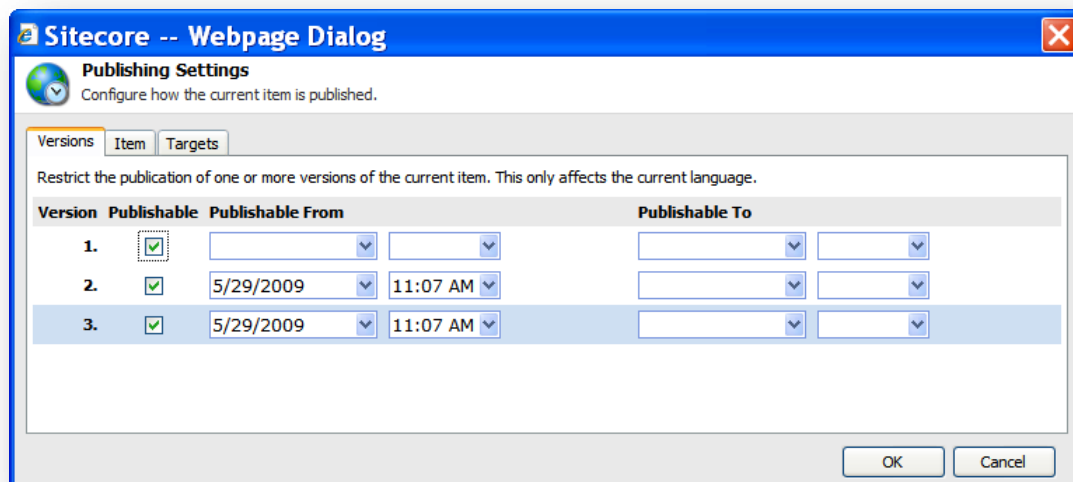 Sitecore -- Webpage Dialog
Publishing Settings
Configure how the current item is published.
Versions Item Targets
Restrict the publication of one or more versions of the current item. This only affects the current language.
Version Publishable Publishable From Publishable To
1.
2. 5/29/2009 11:07 AM
3. 5/29/2009 11:07 AM
OK Cancel